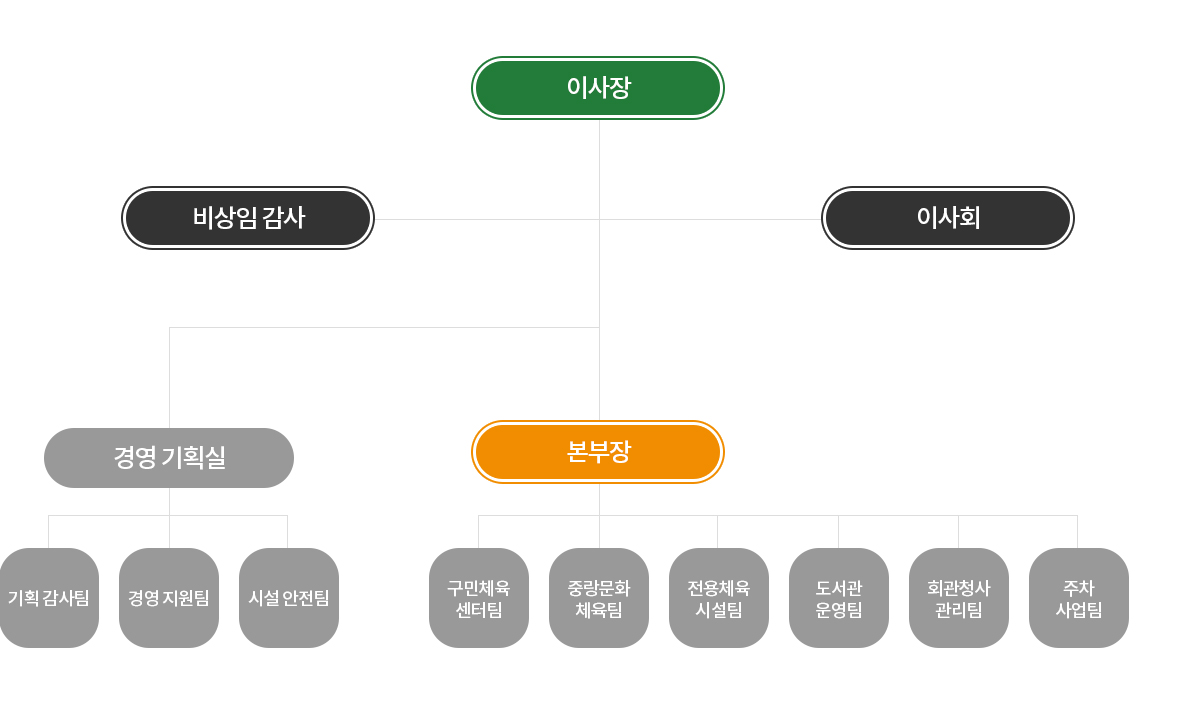 이사장
비상임 감사
이사회
경영 기획실
본부장
기획 감사팀
경영 지원팀
시설 안전팀
구민체육
센터팀
중랑문화
체육팀
전용체육
시설팀
도서관
운영팀
회관청사
관리팀
주차
사업팀